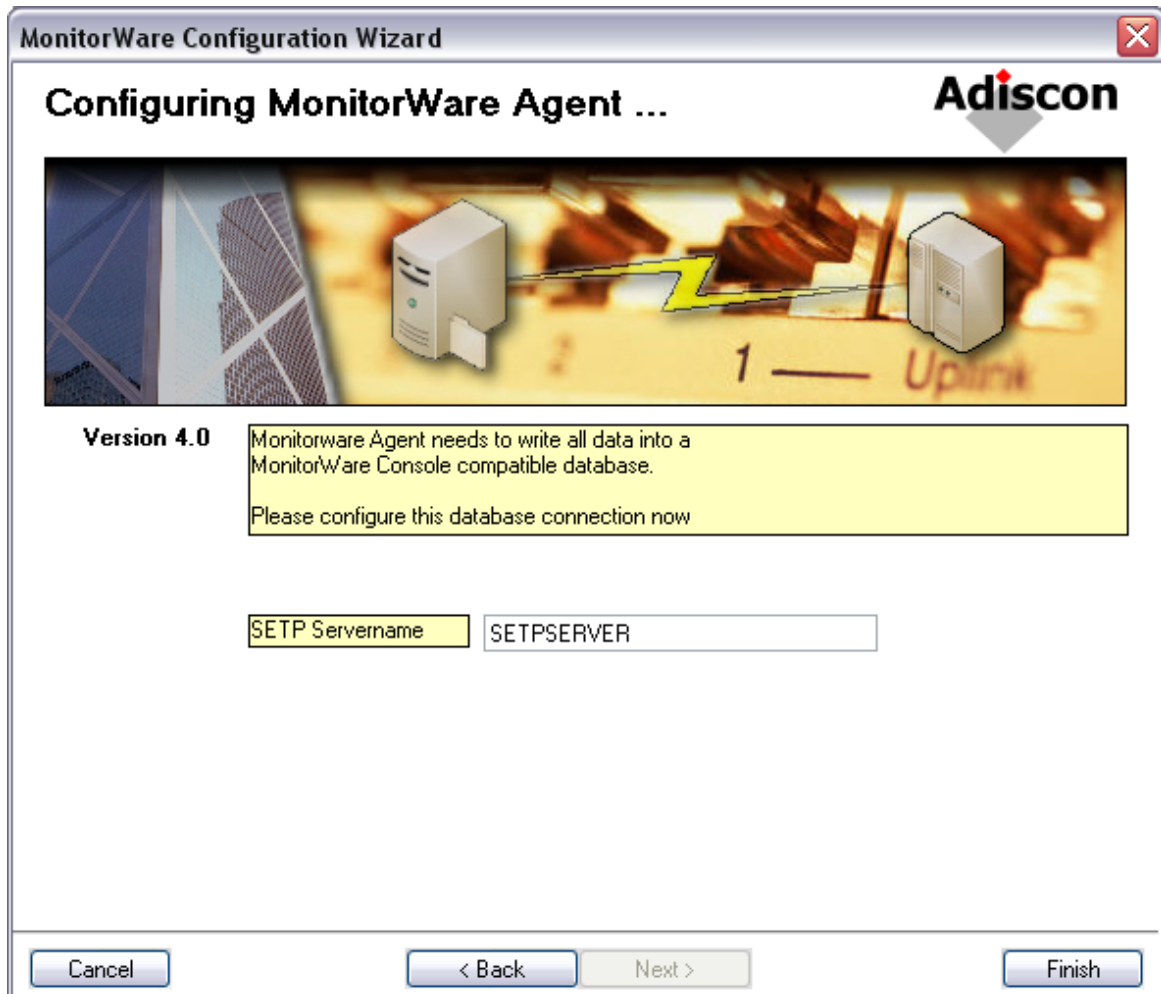 MonitorWare Configuration Wizard
Configuring MonitorWare Agent ...
Adiscon
2
1
Uplink
Version 4.0
Monitorware Agent needs to write all data into a
MonitorWare Console compatible database.
Please configure this database connection now
SETP Servername
SETPSERVER
Cancel
< Back
Next >
Finish